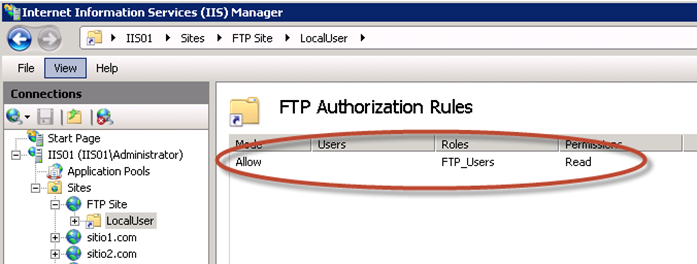 Internet Information Services (IIS) Manager
IIS01 Sites FTP Site LocalUser
File View Help
Connections
Start Page
IIS01 (IIS01\Administrator)
Application Pools
Sites
FTP Site
LocalUser
sitio1.com
sitio2.com
FTP Authorization Rules
Mode Users Roles Permissions
Allow FTP_Users Read